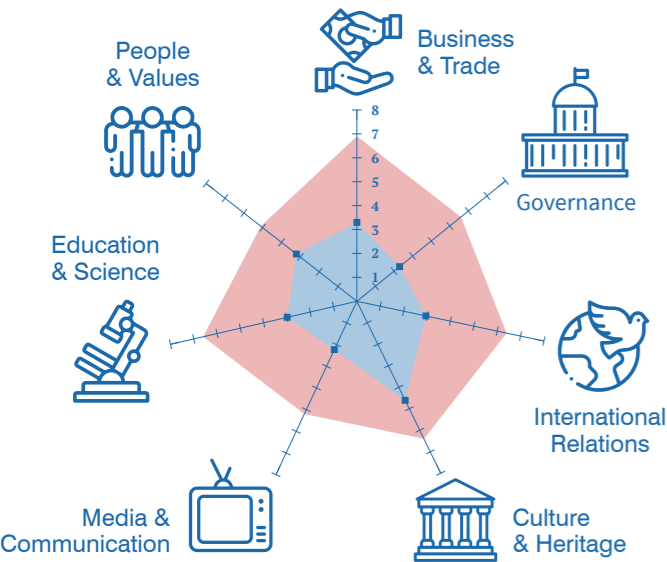 Business
& Trade
People
& Values
8
7
6
5
4
3
2
1
Governance
Education
& Science
International
Relations
Media &
Communication
Culture
& Heritage